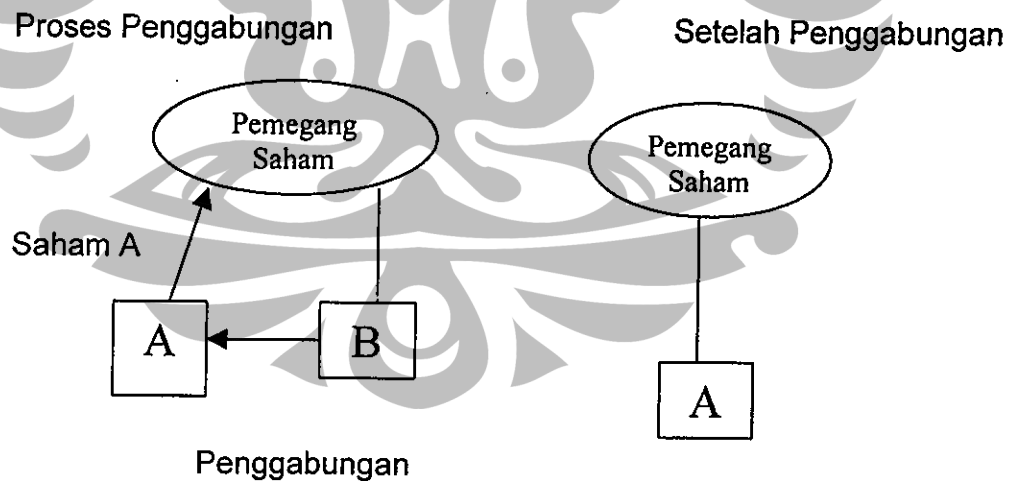 Proses Penggabungan
Setelah Penggabungan
Pemegang
Saham
Pemegang
Saham
Saham A
A
B
A
Penggabungan